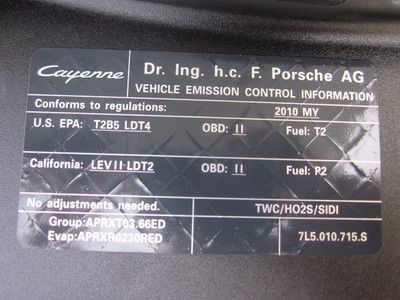 Cayenne Dr. Ing. h.c. F. Porsche AG
VEHICLE EMISSION CONTROL INFORMATION
Conforms to regulations: 2010 MY
U.S. EPA: T2B5 LDT4 OBD: II Fuel: T2
California: LEV II LDT2 OBD: II Fuel: P2
No adjustments needed. TWC/HO2S/SIDI
Group:APRXT03.66ED
Evap:APRXR0230RED 7L5.010.715.S